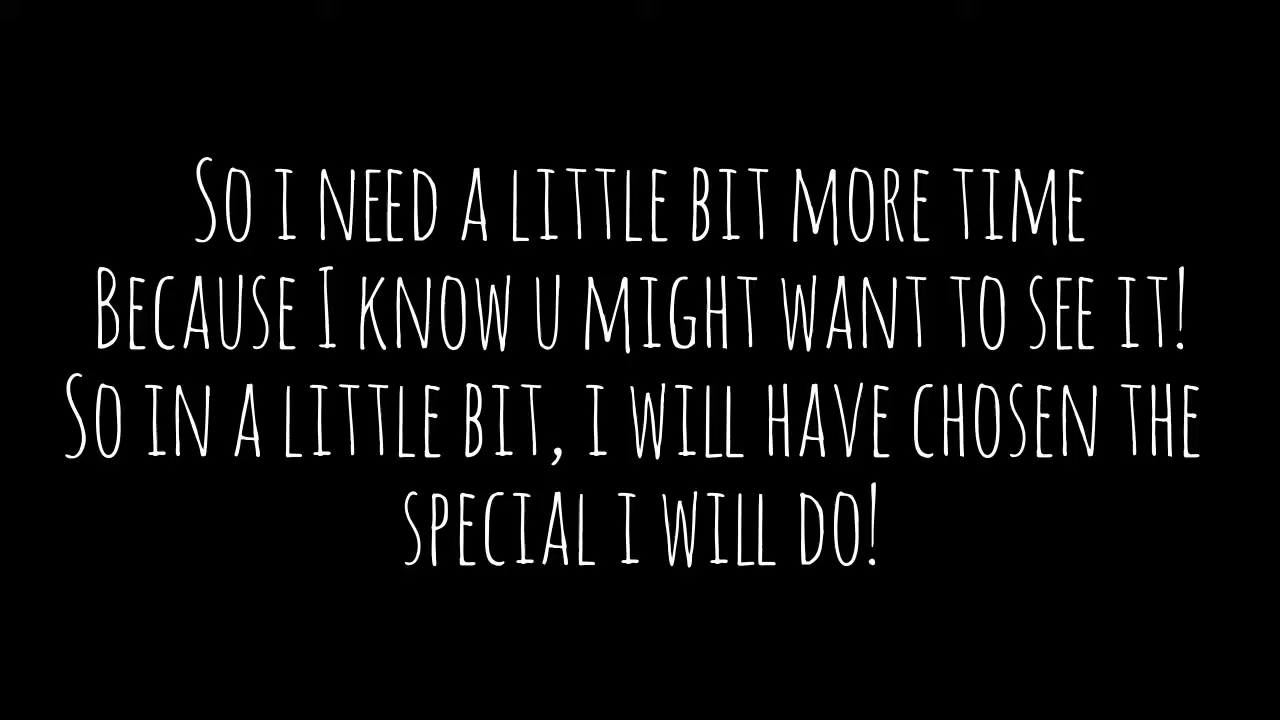 So i need a little bit more time
Because I know u might want to see it!
So in a little bit, i will have chosen the
special i will do!